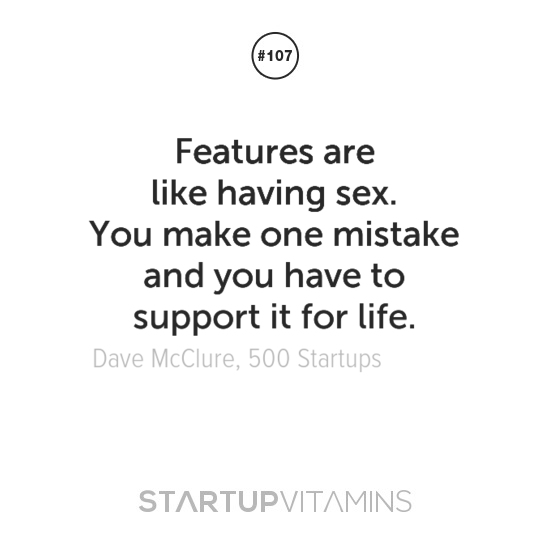 #107
Features are
like having sex.
You make one mistake
and you have to
support it for life.
Dave McClure, 500 Startups
STARTUPVITAMINS